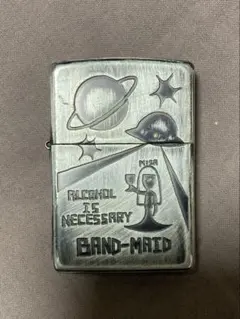 MISA
ALCOHOL
IS
NECESSARY
BAND-MAID